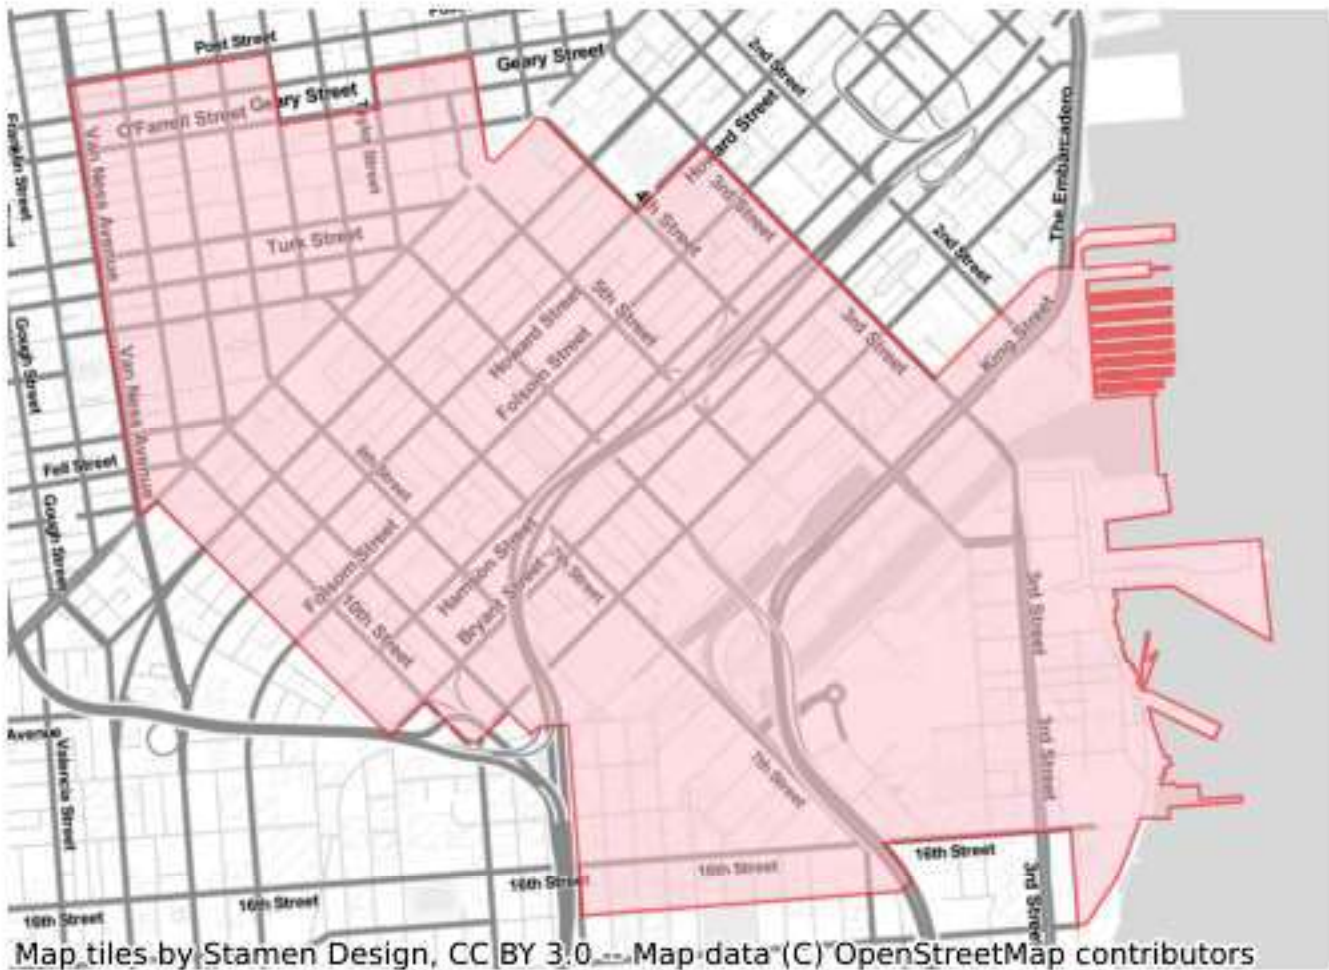 Post Street
Geary Street
2nd Street
Geary Street
O'Farrell Street
Taylor Street
Howard Street
The Embarcadero
Franklin Street
Van Ness Avenue
3rd Street
4th Street
Turk Street
2nd Street
5th Street
Howard Street
Folsom Street
3rd Street
King Street
Gough Street
Van Ness Avenue
Fell Street
8th Street
Gough Street
Folsom Street
Harrison Street
Bryant Street
7th Street
10th Street
3rd Street
Avenue
Valencia Street
3rd Street
7th Street
16th Street
16th Street
16th Street
16th Street
16th Street
3rd Stree
Map tiles by Stamen Design, CC BY 3.0 -- Map data (C) OpenStreetMap contributors